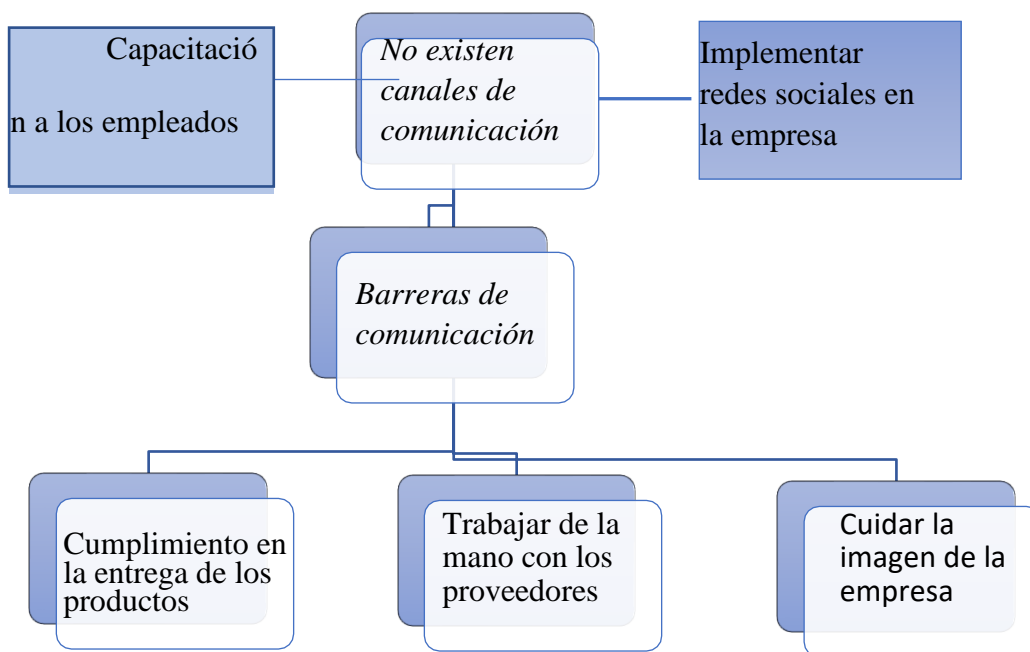 Capacitació
n a los empleados
No existen
canales de
comunicación
Implementar
redes sociales en
la empresa
Barreras de
comunicación
Cumplimiento en
la entrega de los
productos
Trabajar de la
mano con los
proveedores
Cuidar la
imagen de la
empresa